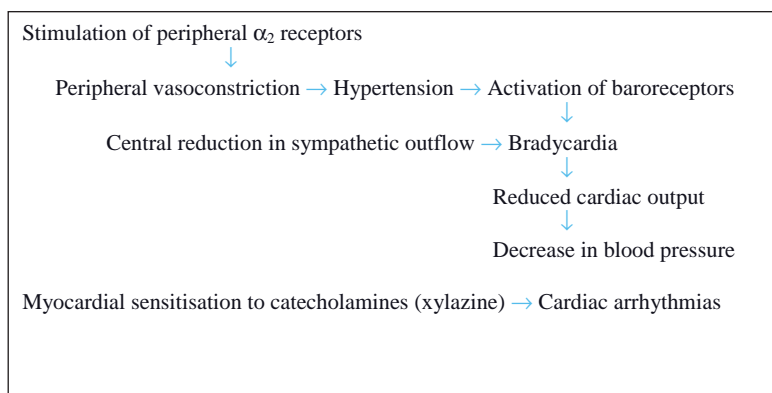 Stimulation of peripheral α₂ receptors
↓
Peripheral vasoconstriction → Hypertension → Activation of baroreceptors
↓
Central reduction in sympathetic outflow → Bradycardia
↓
Reduced cardiac output
↓
Decrease in blood pressure
Myocardial sensitisation to catecholamines (xylazine) → Cardiac arrhythmias